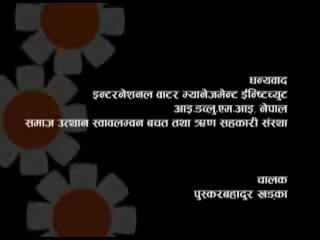 धन्यवाद
इन्टरनेशनल वाटर म्यानेजमेन्ट ईन्ष्टिच्युट
आइ.डब्लु.एम.आइ. नेपाल
समाज उत्थान स्वावलम्वन बचत तथा ऋण सहकारी संस्था
चालक
पुस्करबहादुर खड्का